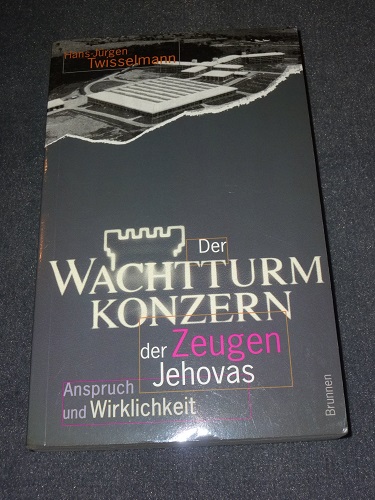 Hans-Jürgen
Twisselmann
Der
WACHTTURM
KONZERN
der Zeugen
Jehovas
Anspruch
und Wirklichkeit
Brunnen